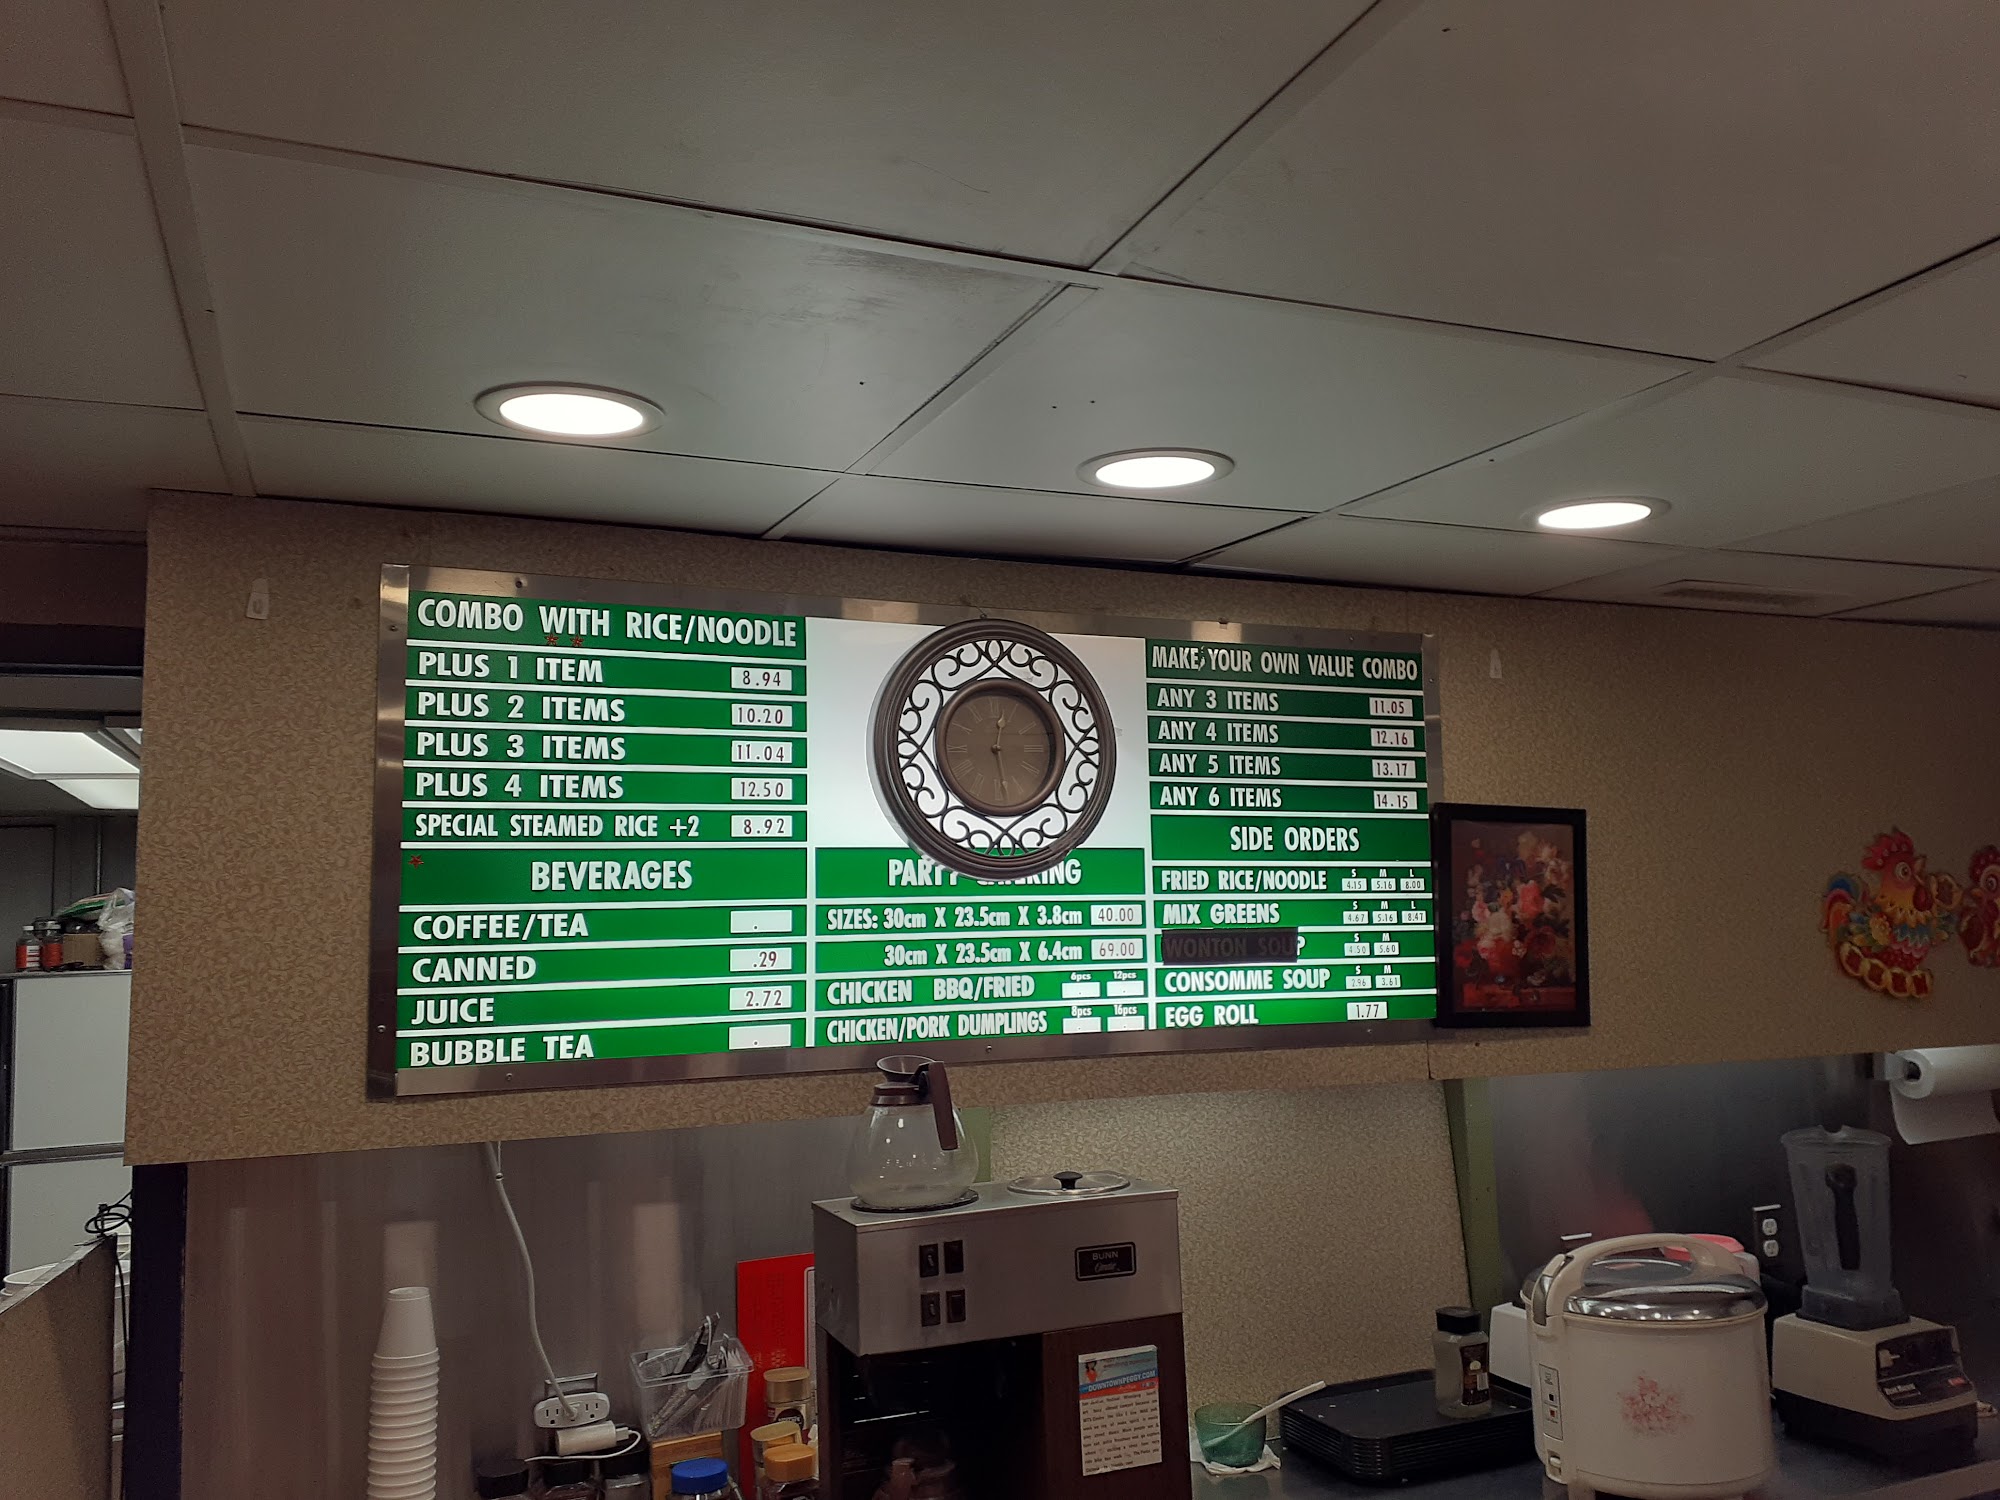 COMBO WITH RICE/NOODLE
PLUS 1 ITEM 8.94
PLUS 2 ITEMS 10.20
PLUS 3 ITEMS 11.04
PLUS 4 ITEMS 12.50
SPECIAL STEAMED RICE +2 8.92
BEVERAGES
COFFEE/TEA .
CANNED .29
JUICE 2.72
BUBBLE TEA .
PARTY CATERING
SIZES: 30cm X 23.5cm X 3.8cm 40.00
30cm X 23.5cm X 6.4cm 69.00
6pcs 12pcs
CHICKEN BBQ/FRIED . .
8pcs 16pcs
CHICKEN/PORK DUMPLINGS
MAKE YOUR OWN VALUE COMBO
ANY 3 ITEMS 11.05
ANY 4 ITEMS 12.16
ANY 5 ITEMS 13.17
ANY 6 ITEMS 14.15
SIDE ORDERS
S M L
FRIED RICE/NOODLE 4.15 5.16 8.00
S M L
MIX GREENS 4.67 5.16 8.47
S M
WONTON SOUP 4.50 5.60
S M
CONSOMME SOUP 2.96 3.61
EGG ROLL 1.77
BUNN
DOWNTOWNPEGGY.COM